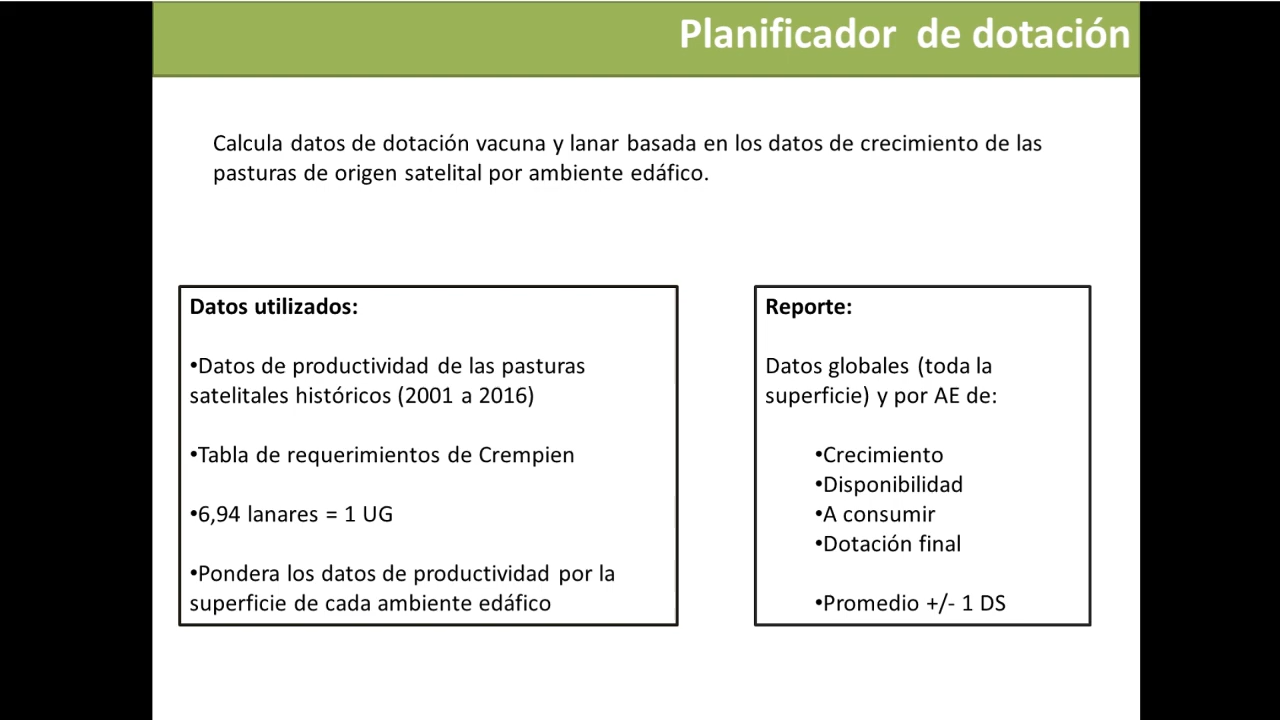 Planificador de dotación
Calcula datos de dotación vacuna y lanar basada en los datos de crecimiento de las
pasturas de origen satelital por ambiente edáfico.
Datos utilizados:
•Datos de productividad de las pasturas
satelitales históricos (2001 a 2016)
•Tabla de requerimientos de Crempien
•6,94 lanares = 1 UG
•Pondera los datos de productividad por la
superficie de cada ambiente edáfico
Reporte:
Datos globales (toda la
superficie) y por AE de:
•Crecimiento
•Disponibilidad
•A consumir
•Dotación final
•Promedio +/- 1 DS